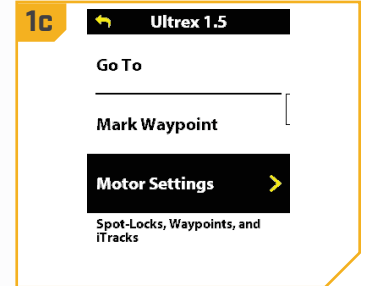 1c
Ultrex 1.5
Go To
Mark Waypoint
Motor Settings
Spot-Locks, Waypoints, and
iTracks